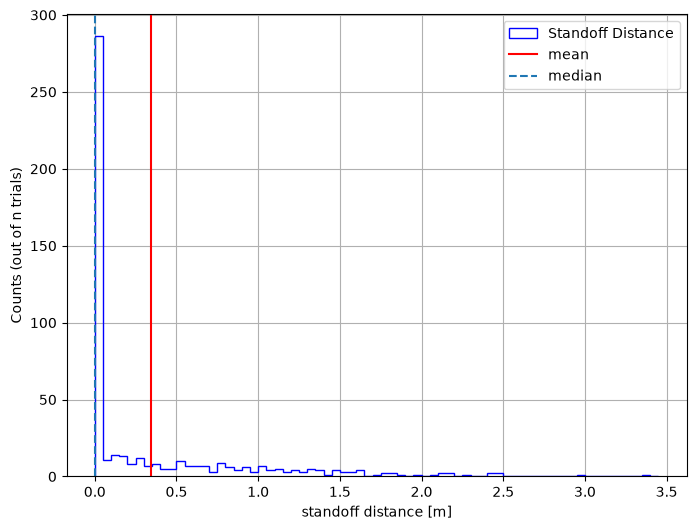 300
250
200
150
100
50
0
Counts (out of n trials)
Standoff Distance
mean
median
0.0 0.5 1.0 1.5 2.0 2.5 3.0 3.5
standoff distance [m]